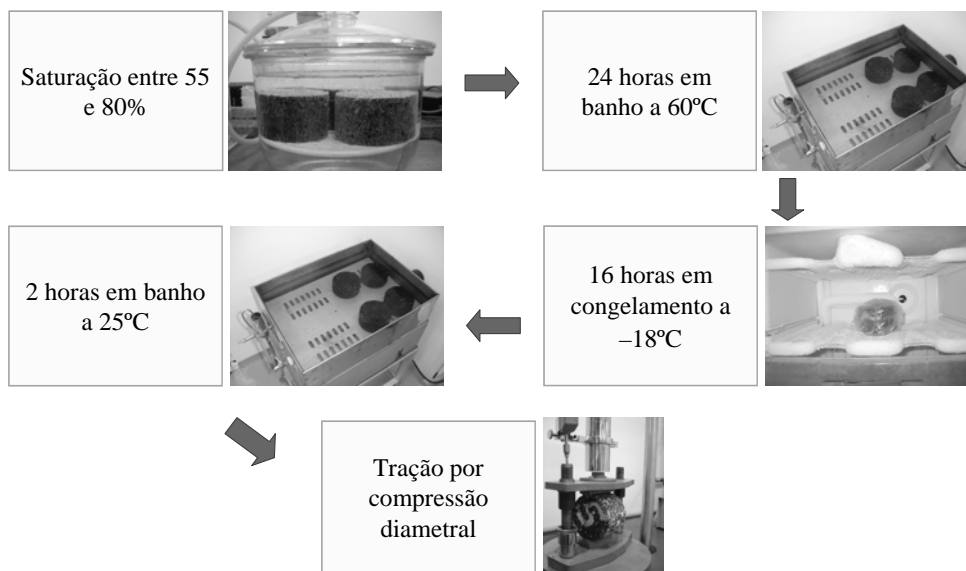 Saturação entre 55
e 80%
24 horas em
banho a 60ºC
16 horas em
congelamento a
–18ºC
2 horas em banho
a 25ºC
Tração por
compressão
diametral